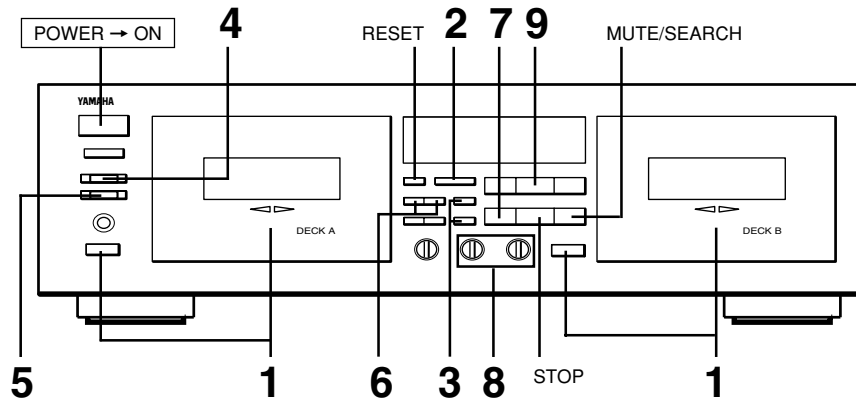 POWER → ON
4
RESET
2
7
9
MUTE/SEARCH
YAMAHA
DECK A
DECK B
5
1
6
3
8
STOP
1